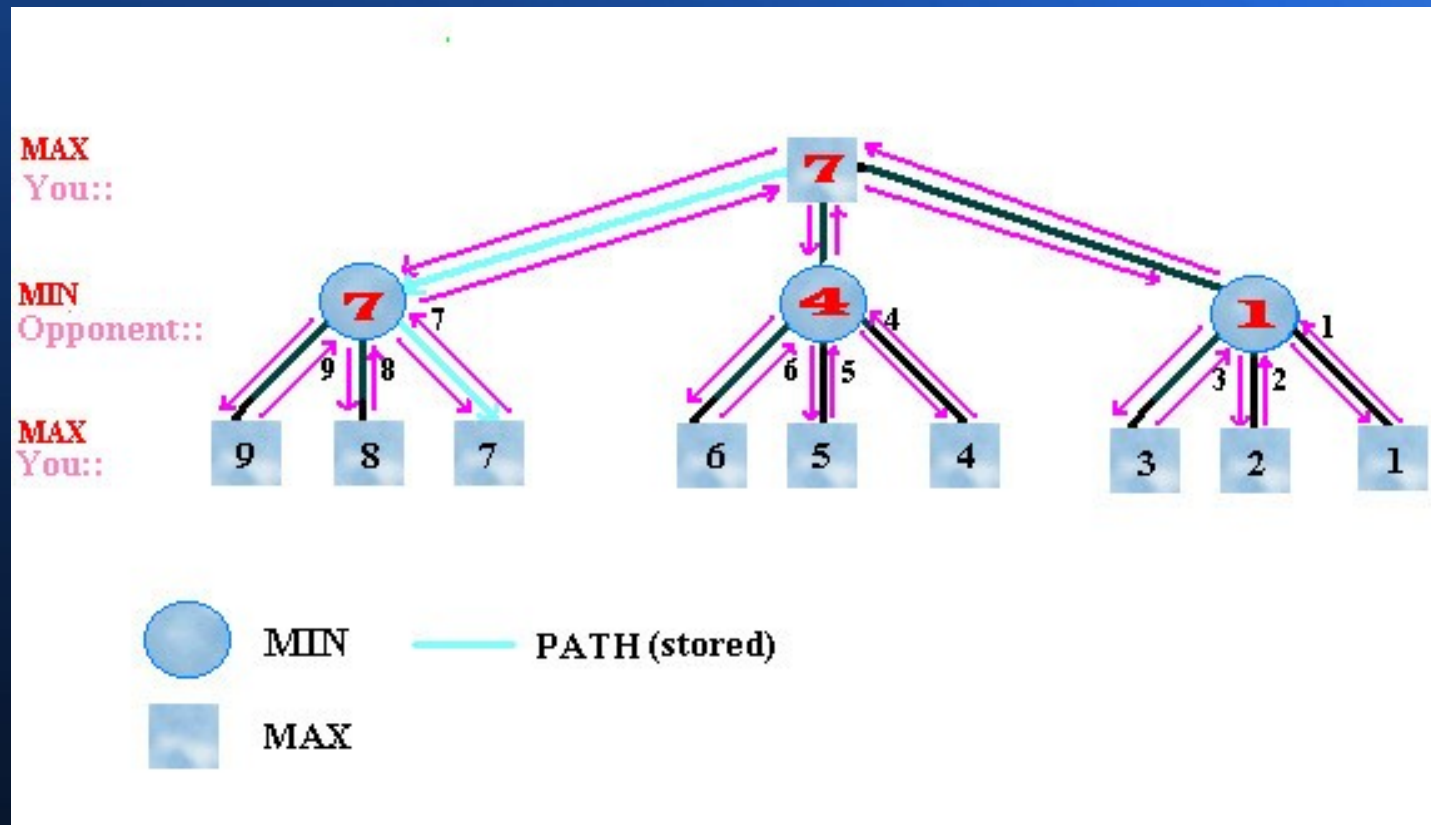 MAX
You::
7
MIN
Opponent::
7 7 4 4 1 1
9 8 6 5 3 2
MAX
You::
9 8 7 6 5 4 3 2 1
MIN PATH (stored)
MAX